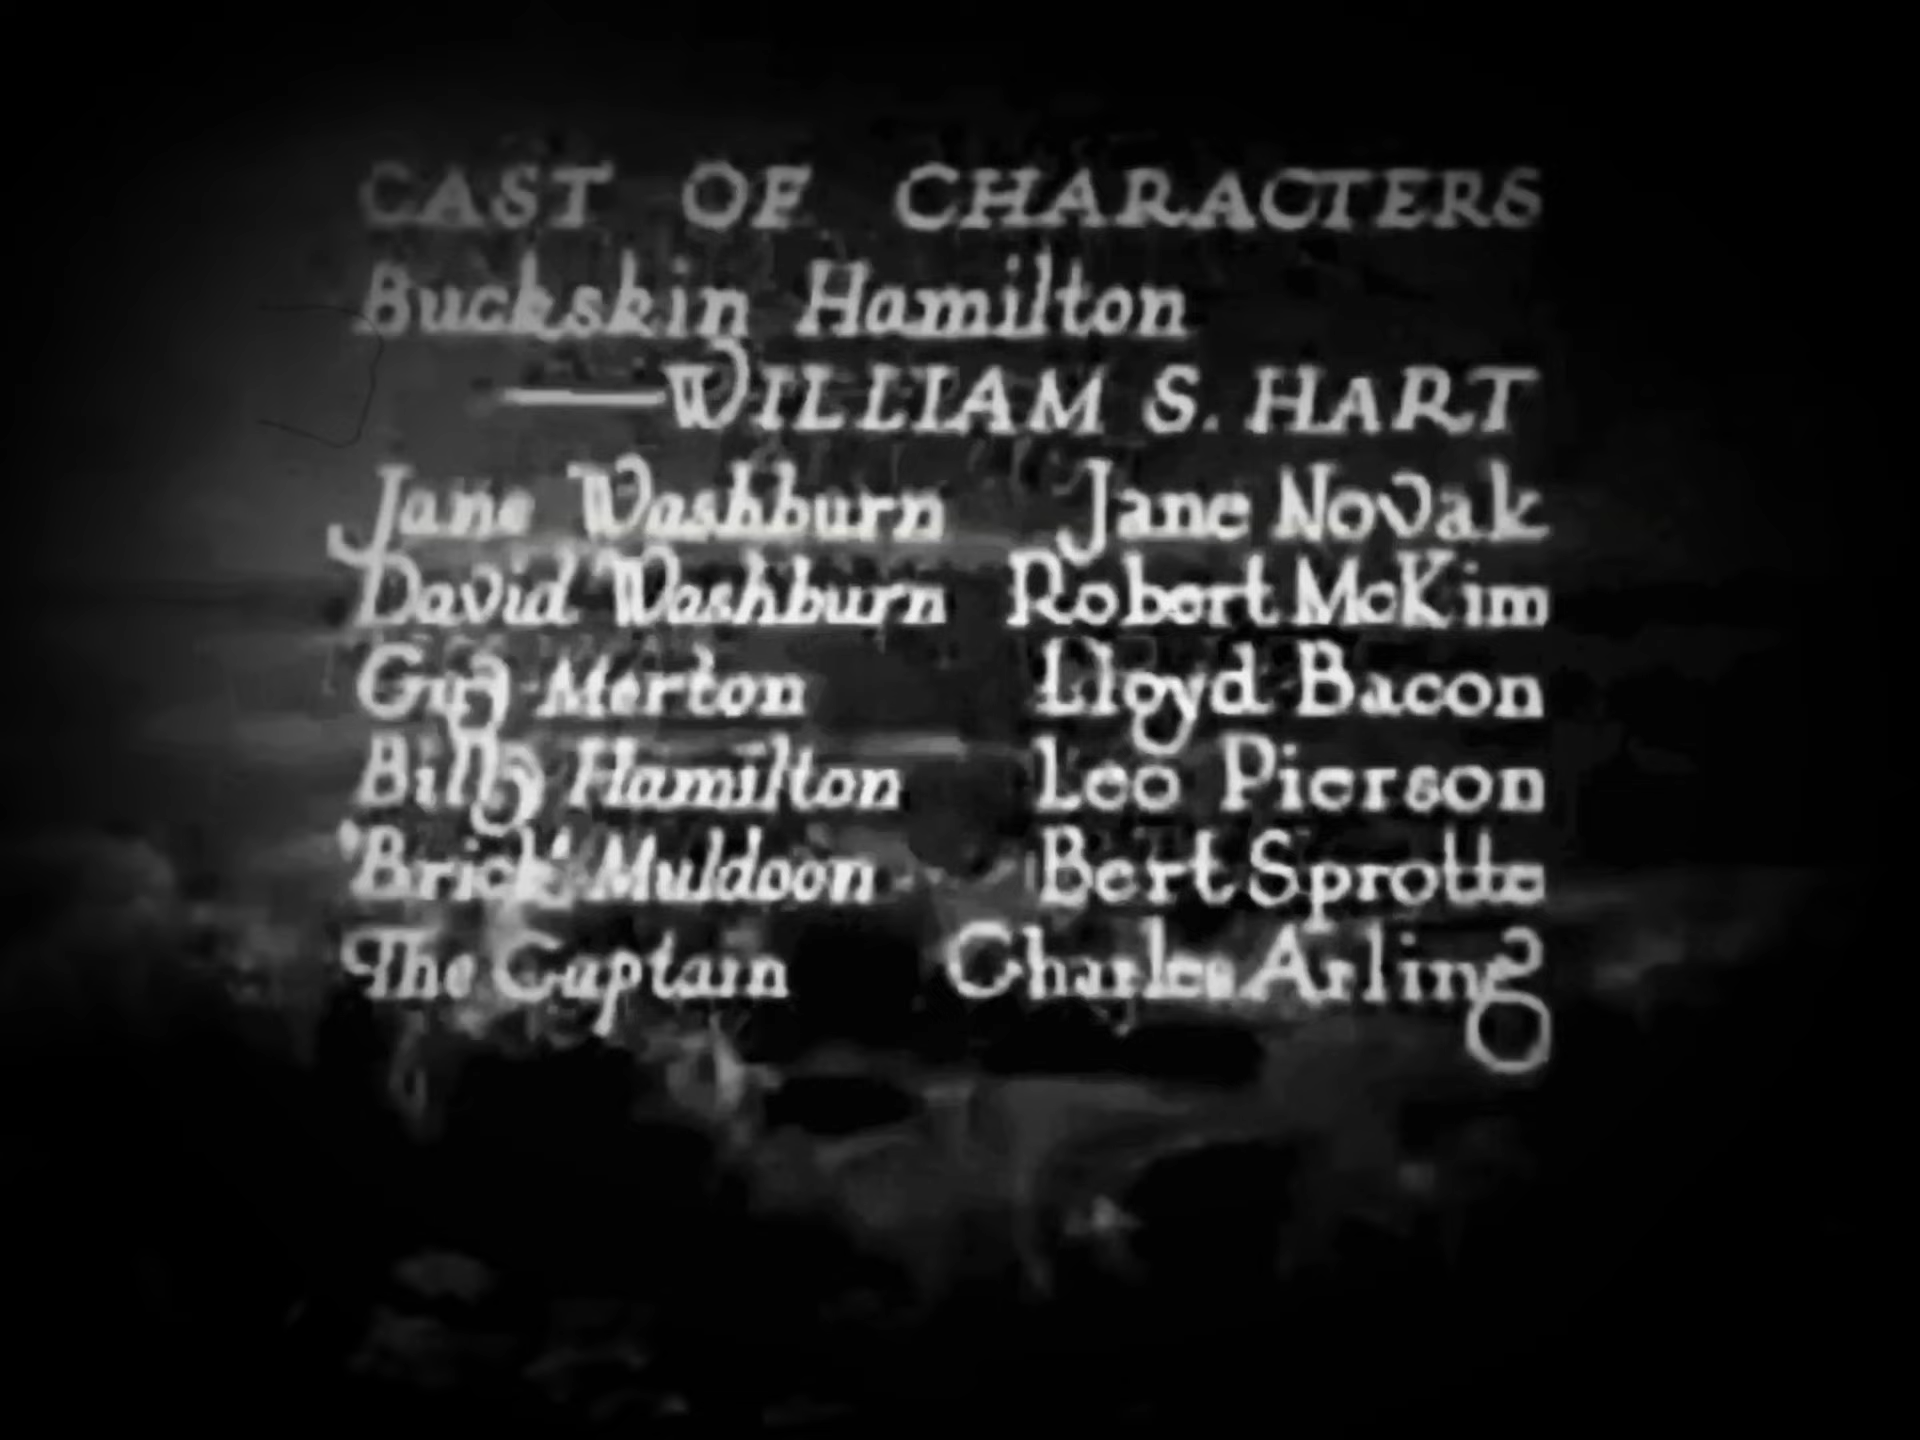 CAST OF CHARACTERS
Buckskin Hamilton
—WILLIAM S. HART
Jane Washburn Jane Novak
David Washburn Robert McKim
Guy Merton Lloyd Bacon
Billy Hamilton Leo Pierson
"Brick" Muldoon Bert Sprotte
The Captain Charles Arling